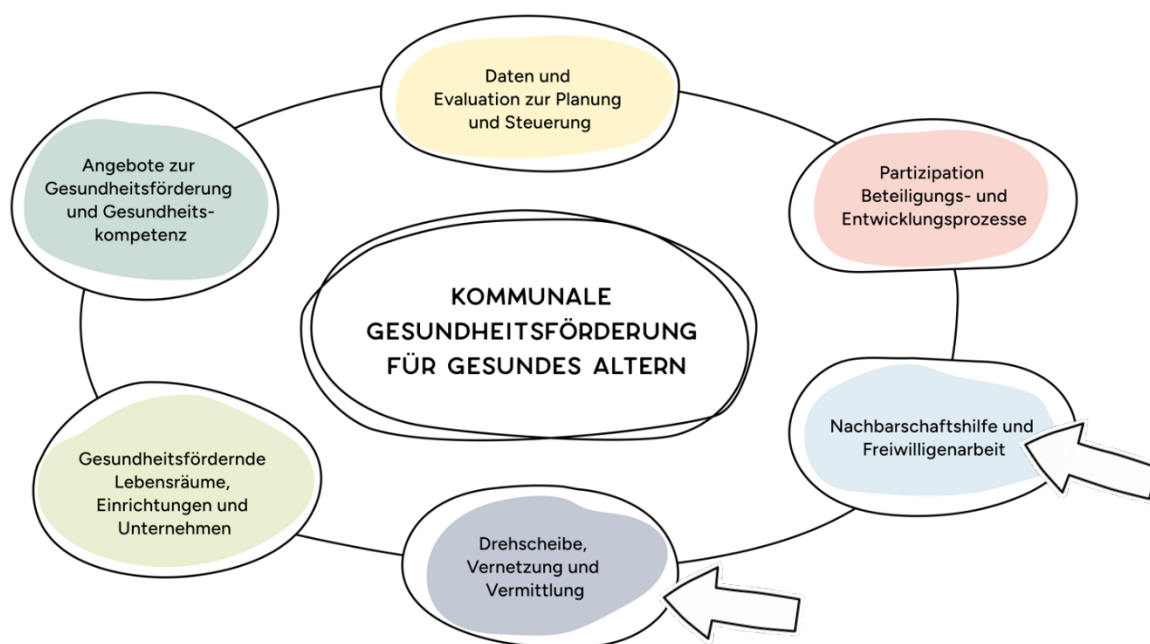 Daten und
Evaluation zur Planung
und Steuerung
Partizipation
Beteiligungs- und
Entwicklungsprozesse
Nachbarschaftshilfe und
Freiwilligenarbeit
Drehscheibe,
Vernetzung und
Vermittlung
Gesundheitsfördernde
Lebensräume,
Einrichtungen und
Unternehmen
Angebote zur
Gesundheitsförderung
und Gesundheits-
kompetenz
KOMMUNALE
GESUNDHEITSFÖRDERUNG
FÜR GESUNDES ALTERN